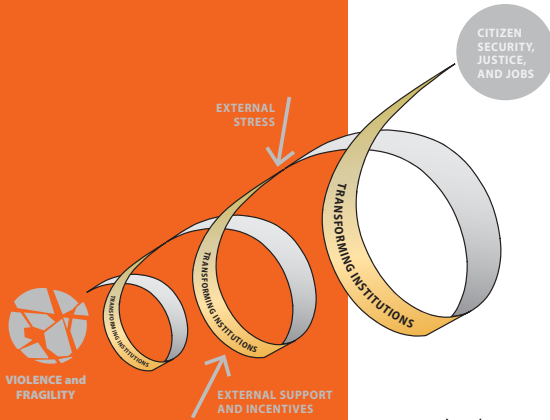 CITIZEN
SECURITY,
JUSTICE,
AND JOBS
EXTERNAL
STRESS
TRANSFORMING INSTITUTIONS
TRANSFORMING INSTITUTIONS
TRANSFORMING INSTITUTIONS
VIOLENCE and
FRAGILITY
EXTERNAL SUPPORT
AND INCENTIVES